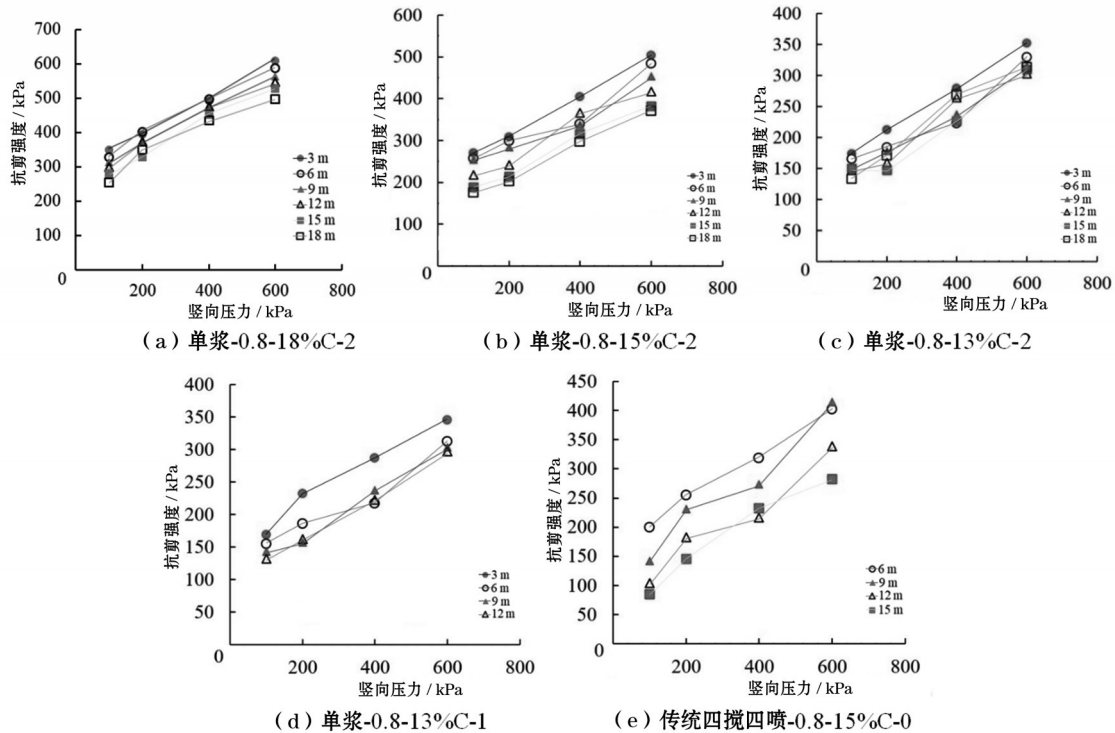 700
600
500
400
300
200
100
0
抗剪强度 / kPa
200 400 600 800
竖向压力 / kPa
3 m
6 m
9 m
12 m
15 m
18 m
(a) 单浆-0.8-18%C-2
600
500
400
300
200
100
0
抗剪强度 / kPa
200 400 600 800
竖向压力 / kPa
3 m
6 m
9 m
12 m
15 m
18 m
(b) 单浆-0.8-15%C-2
400
350
300
250
200
150
100
50
0
抗剪强度 / kPa
200 400 600 800
竖向压力 / kPa
3 m
6 m
9 m
12 m
15 m
18 m
(c) 单浆-0.8-13%C-2
400
350
300
250
200
150
100
50
0
抗剪强度 / kPa
200 400 600 800
竖向压力 / kPa
3 m
6 m
9 m
12 m
(d) 单浆-0.8-13%C-1
450
400
350
300
250
200
150
100
50
0
抗剪强度 / kPa
200 400 600 800
竖向压力 / kPa
6 m
9 m
12 m
15 m
(e) 传统四搅四喷-0.8-15%C-0